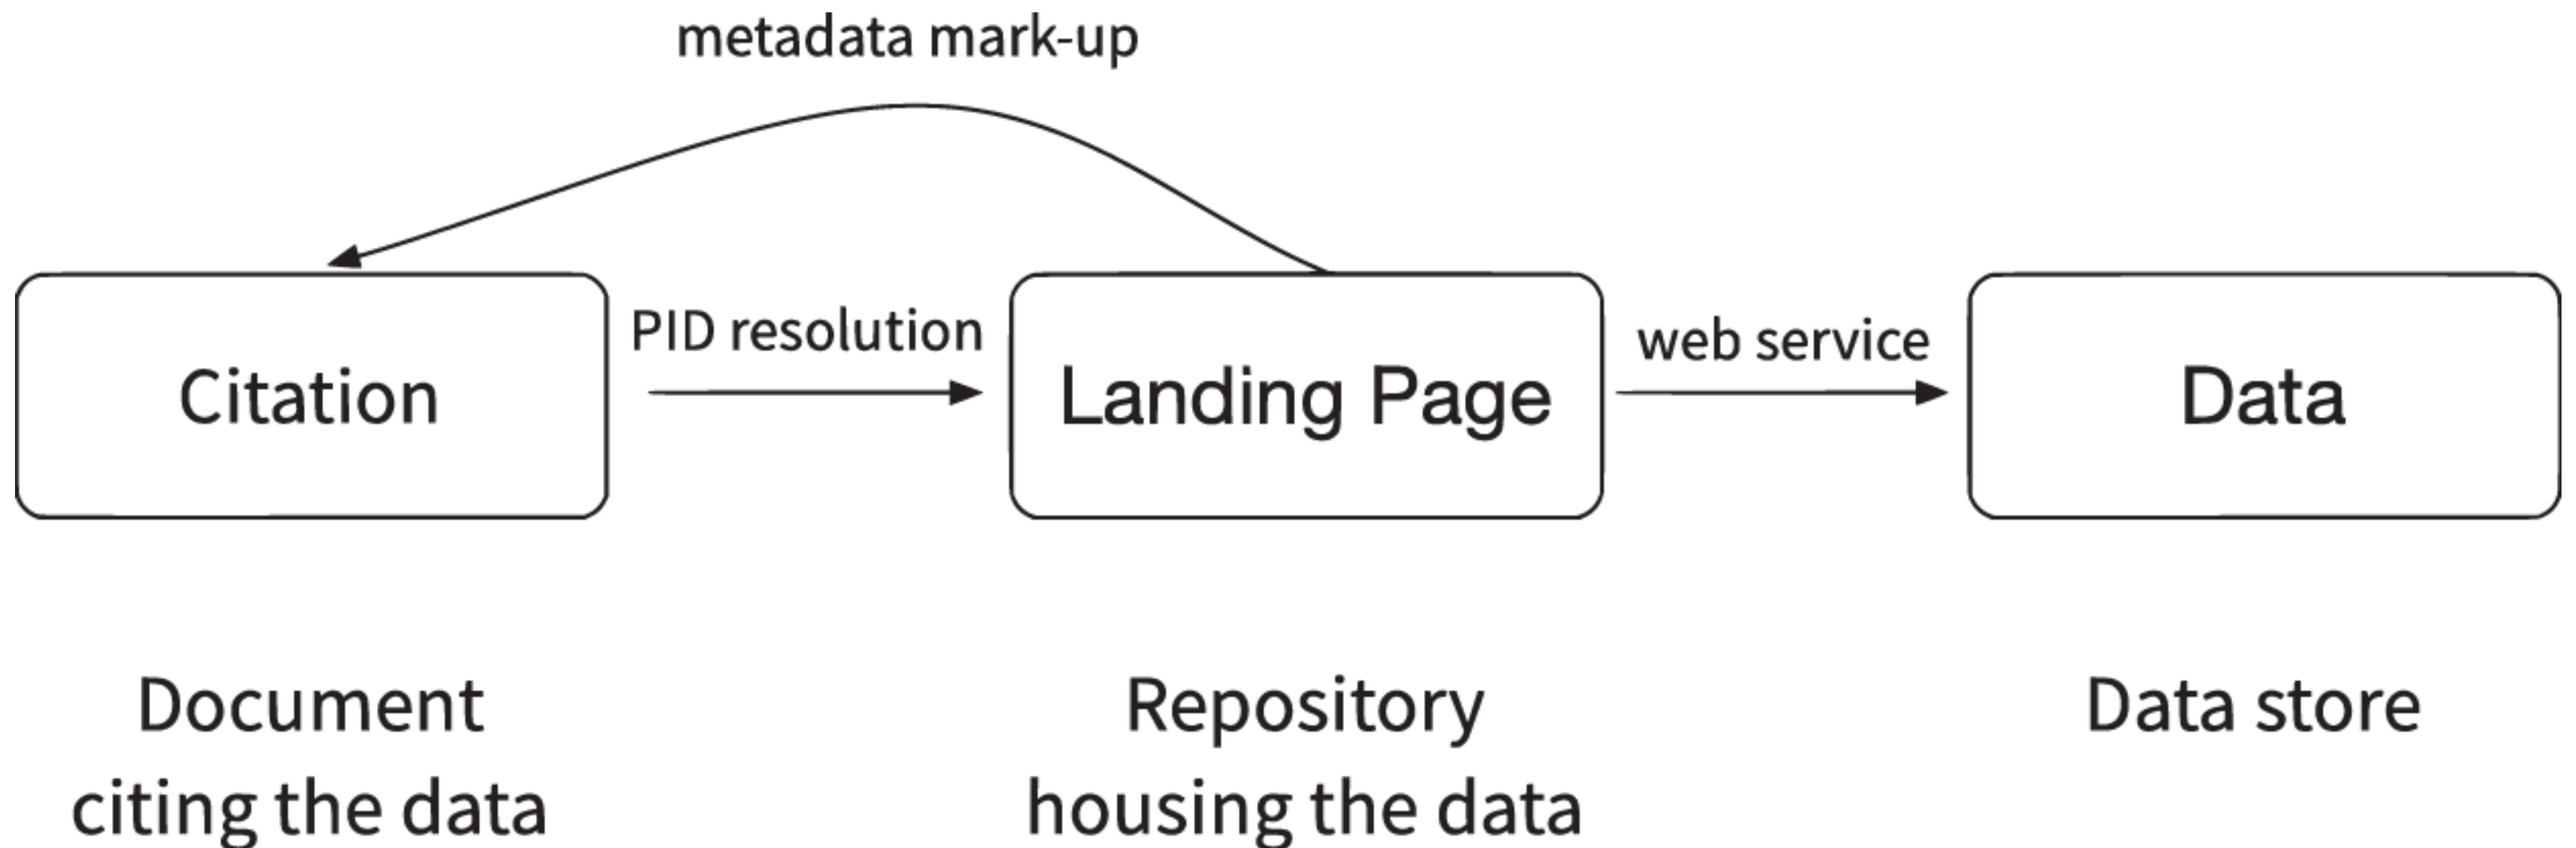 metadata mark-up
PID resolution
web service
Citation
Landing Page
Data
Document
citing the data
Repository
housing the data
Data store